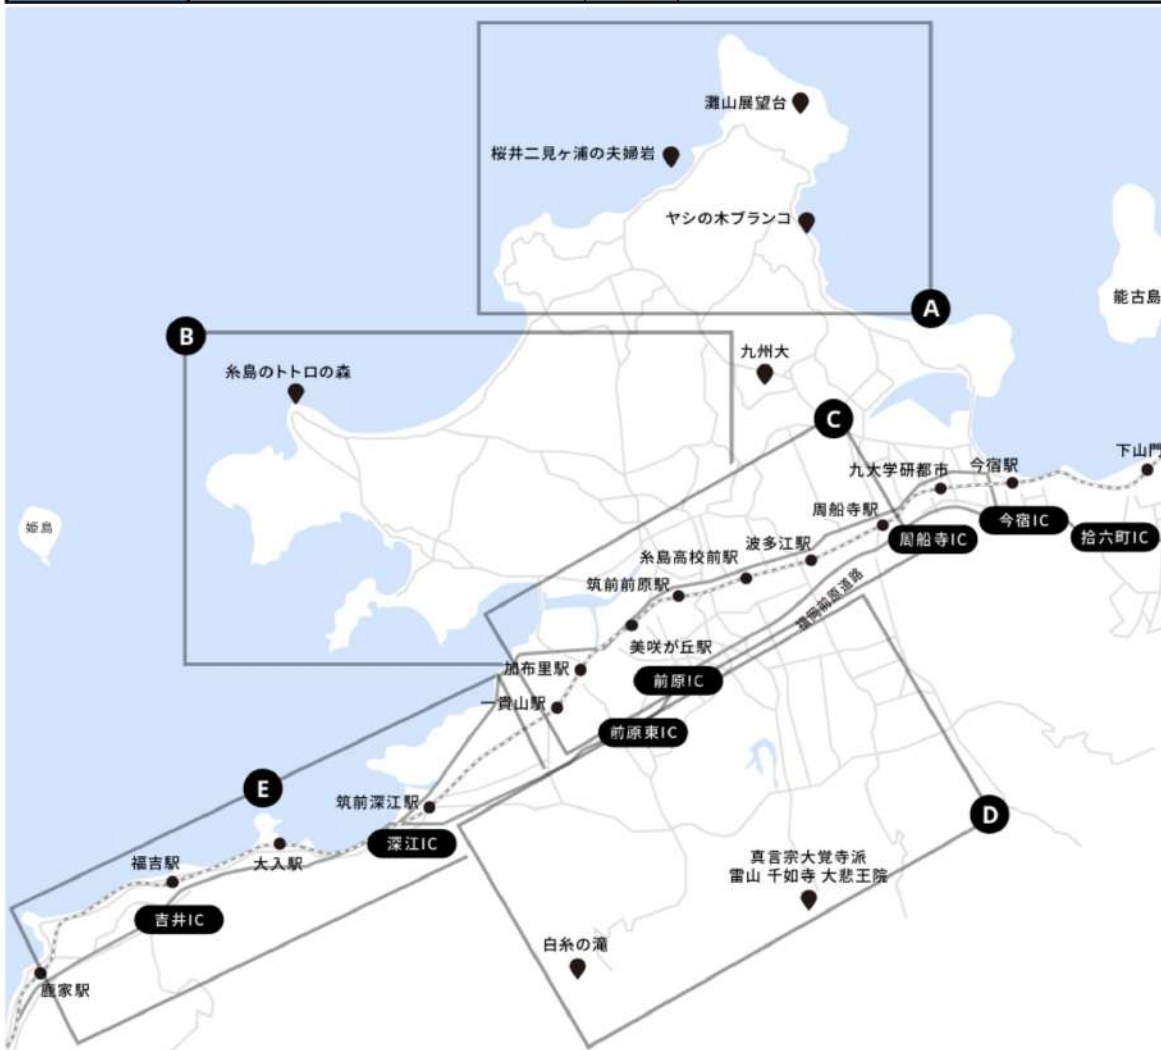 灘山展望台
桜井二見ヶ浦の夫婦岩
ヤシの木ブランコ
能古島
A
B
九州大
糸島のトトロの森
C
下山門
今宿駅
九大学研都市
周船寺駅
今宿IC
姫島
周船寺IC
拾六町IC
波多江駅
糸島高校前駅
筑前前原駅
福岡前原道路
美咲が丘駅
加布里駅
前原IC
一貴山駅
前原東IC
E
筑前深江駅
D
深江IC
福吉駅
大入駅
真言宗大覚寺派
雷山 千如寺 大悲王院
吉井IC
白糸の滝
鹿家駅